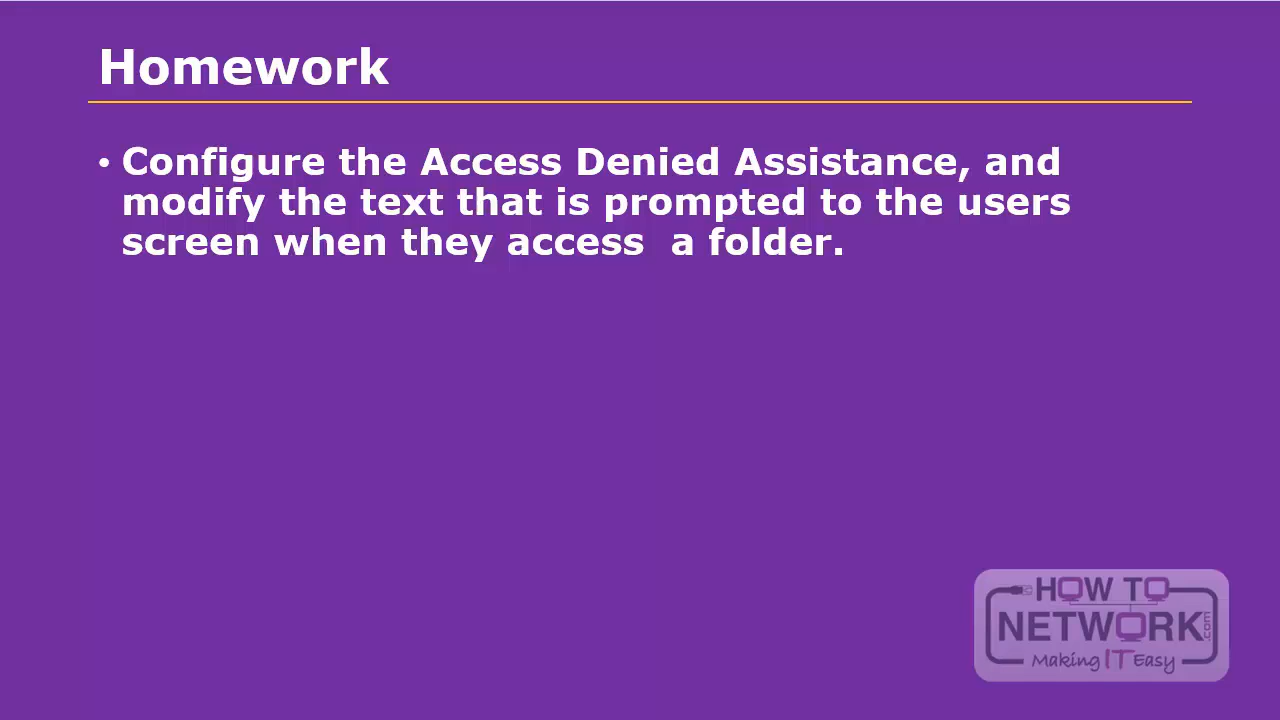 Homework
• Configure the Access Denied Assistance, and
modify the text that is prompted to the users
screen when they access  a folder.
HOW TO
NETWORK.com
Making IT Easy